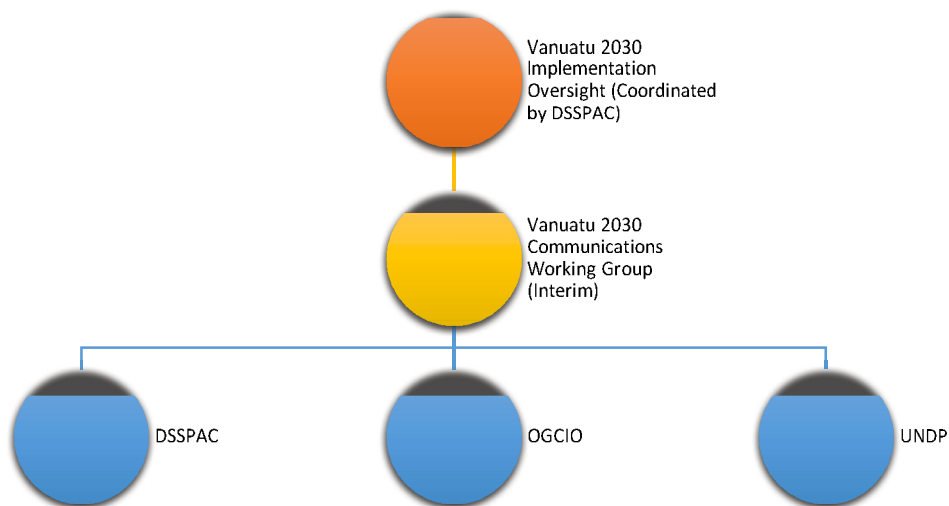 Vanuatu 2030
Implementation
Oversight (Coordinated
by DSSPAC)
Vanuatu 2030
Communications
Working Group
(Interim)
DSSPAC
OGCIO
UNDP